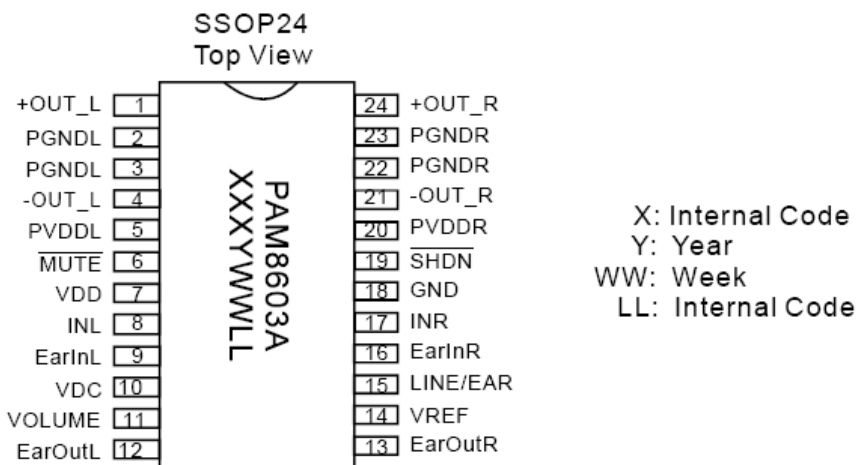 SSOP24
Top View
+OUT_L 1
PGNDL 2
PGNDL 3
-OUT_L 4
PVDDL 5
MUTE 6
VDD 7
INL 8
EarInL 9
VDC 10
VOLUME 11
EarOutL 12
PAM8603A
XXXYWWLL
24 +OUT_R
23 PGNDR
22 PGNDR
21 -OUT_R
20 PVDDR
19 SHDN
18 GND
17 INR
16 EarInR
15 LINE/EAR
14 VREF
13 EarOutR
X: Internal Code
Y: Year
WW: Week
LL: Internal Code